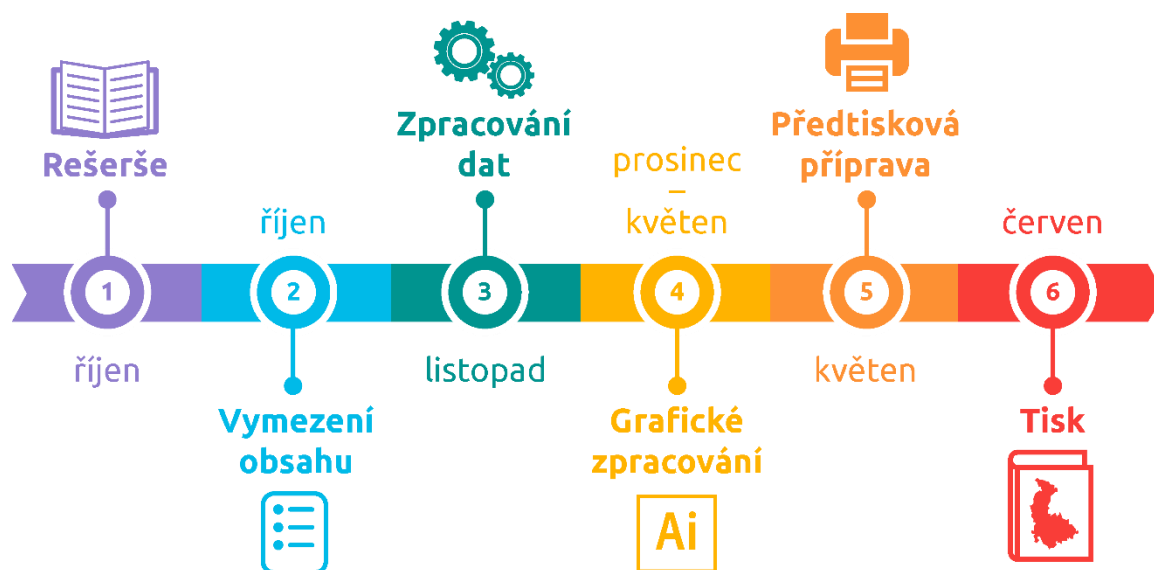 Rešerše
1
říjen
říjen
2
Vymezení
obsahu
Zpracování
dat
3
listopad
prosinec
–
květen
4
Grafické
zpracování
Ai
Předtisková
příprava
5
květen
červen
6
Tisk